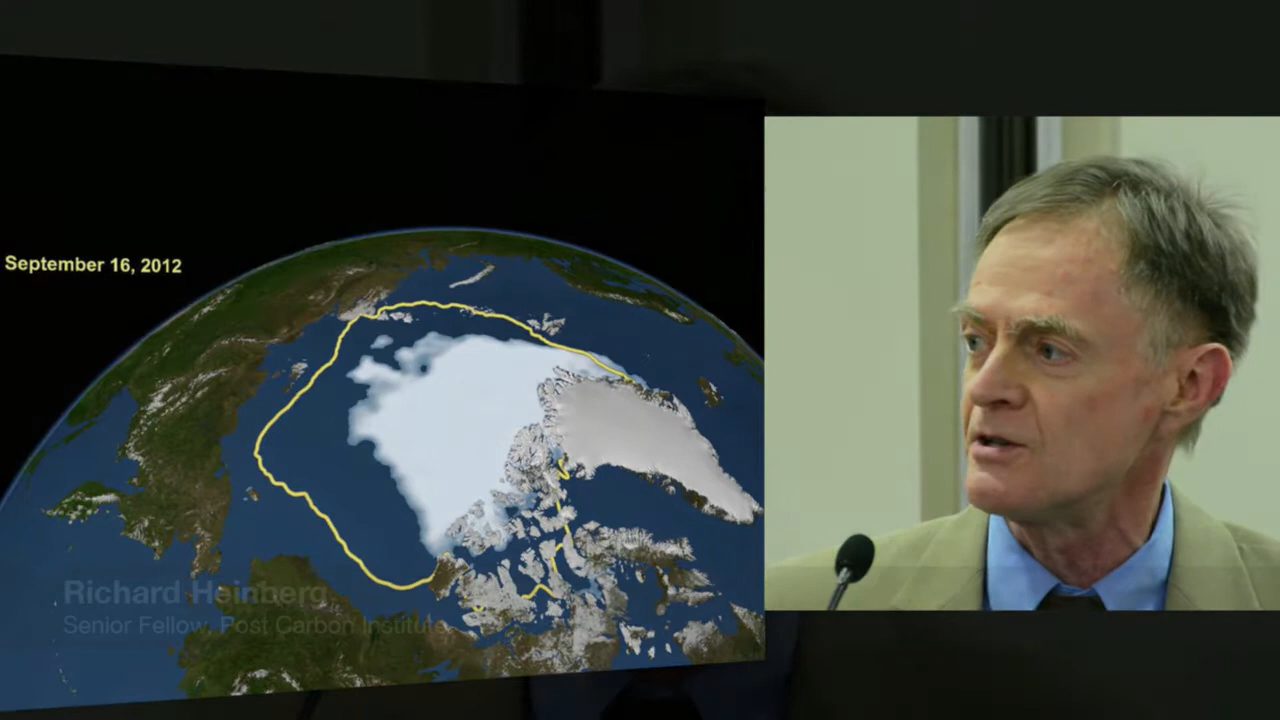 September 16, 2012
Richard Heinberg
Senior Fellow, Post Carbon Institute